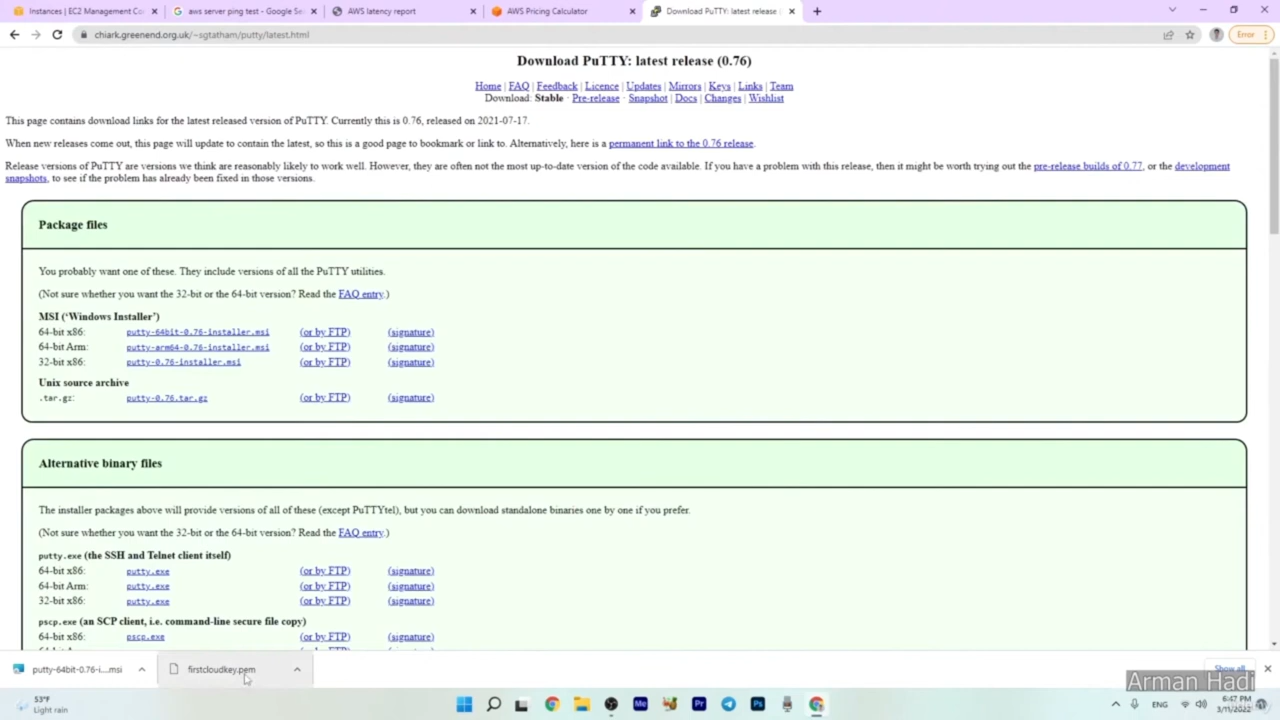 Instances | EC2 Management Co
aws server ping test - Google Se
AWS latency report
AWS Pricing Calculator
Download PuTTY: latest release
chiark.greenend.org.uk/~sgtatham/putty/latest.html
Error
Download PuTTY: latest release (0.76)
Home | FAQ | Feedback | Licence | Updates | Mirrors | Keys | Links | Team
Download: Stable · Pre-release · Snapshot | Docs | Changes | Wishlist
This page contains download links for the latest released version of PuTTY. Currently this is 0.76, released on 2021-07-17.
When new releases come out, this page will update to contain the latest, so this is a good page to bookmark or link to. Alternatively, here is a permanent link to the 0.76 release.
Release versions of PuTTY are versions we think are reasonably likely to work well. However, they are often not the most up-to-date version of the code available. If you have a problem with this release, then it might be worth trying out the pre-release builds of 0.77, or the development
snapshots, to see if the problem has already been fixed in those versions.
Package files
You probably want one of these. They include versions of all the PuTTY utilities.
(Not sure whether you want the 32-bit or the 64-bit version? Read the FAQ entry.)
MSI (‘Windows Installer’)
64-bit x86: putty-64bit-0.76-installer.msi (or by FTP) (signature)
64-bit Arm: putty-arm64-0.76-installer.msi (or by FTP) (signature)
32-bit x86: putty-0.76-installer.msi (or by FTP) (signature)
Unix source archive
.tar.gz: putty-0.76.tar.gz (or by FTP) (signature)
Alternative binary files
The installer packages above will provide versions of all of these (except PuTTYtel), but you can download standalone binaries one by one if you prefer.
(Not sure whether you want the 32-bit or the 64-bit version? Read the FAQ entry.)
putty.exe (the SSH and Telnet client itself)
64-bit x86: putty.exe (or by FTP) (signature)
64-bit Arm: putty.exe (or by FTP) (signature)
32-bit x86: putty.exe (or by FTP) (signature)
pscp.exe (an SCP client, i.e. command-line secure file copy)
64-bit x86: pscp.exe (or by FTP) (signature)
putty-64bit-0.76-i....msi
firstcloudkey.pem
Show all
Arman Hadi
53°F
Light rain
Me
Pr
Ps
ENG
6:47 PM
3/11/2022